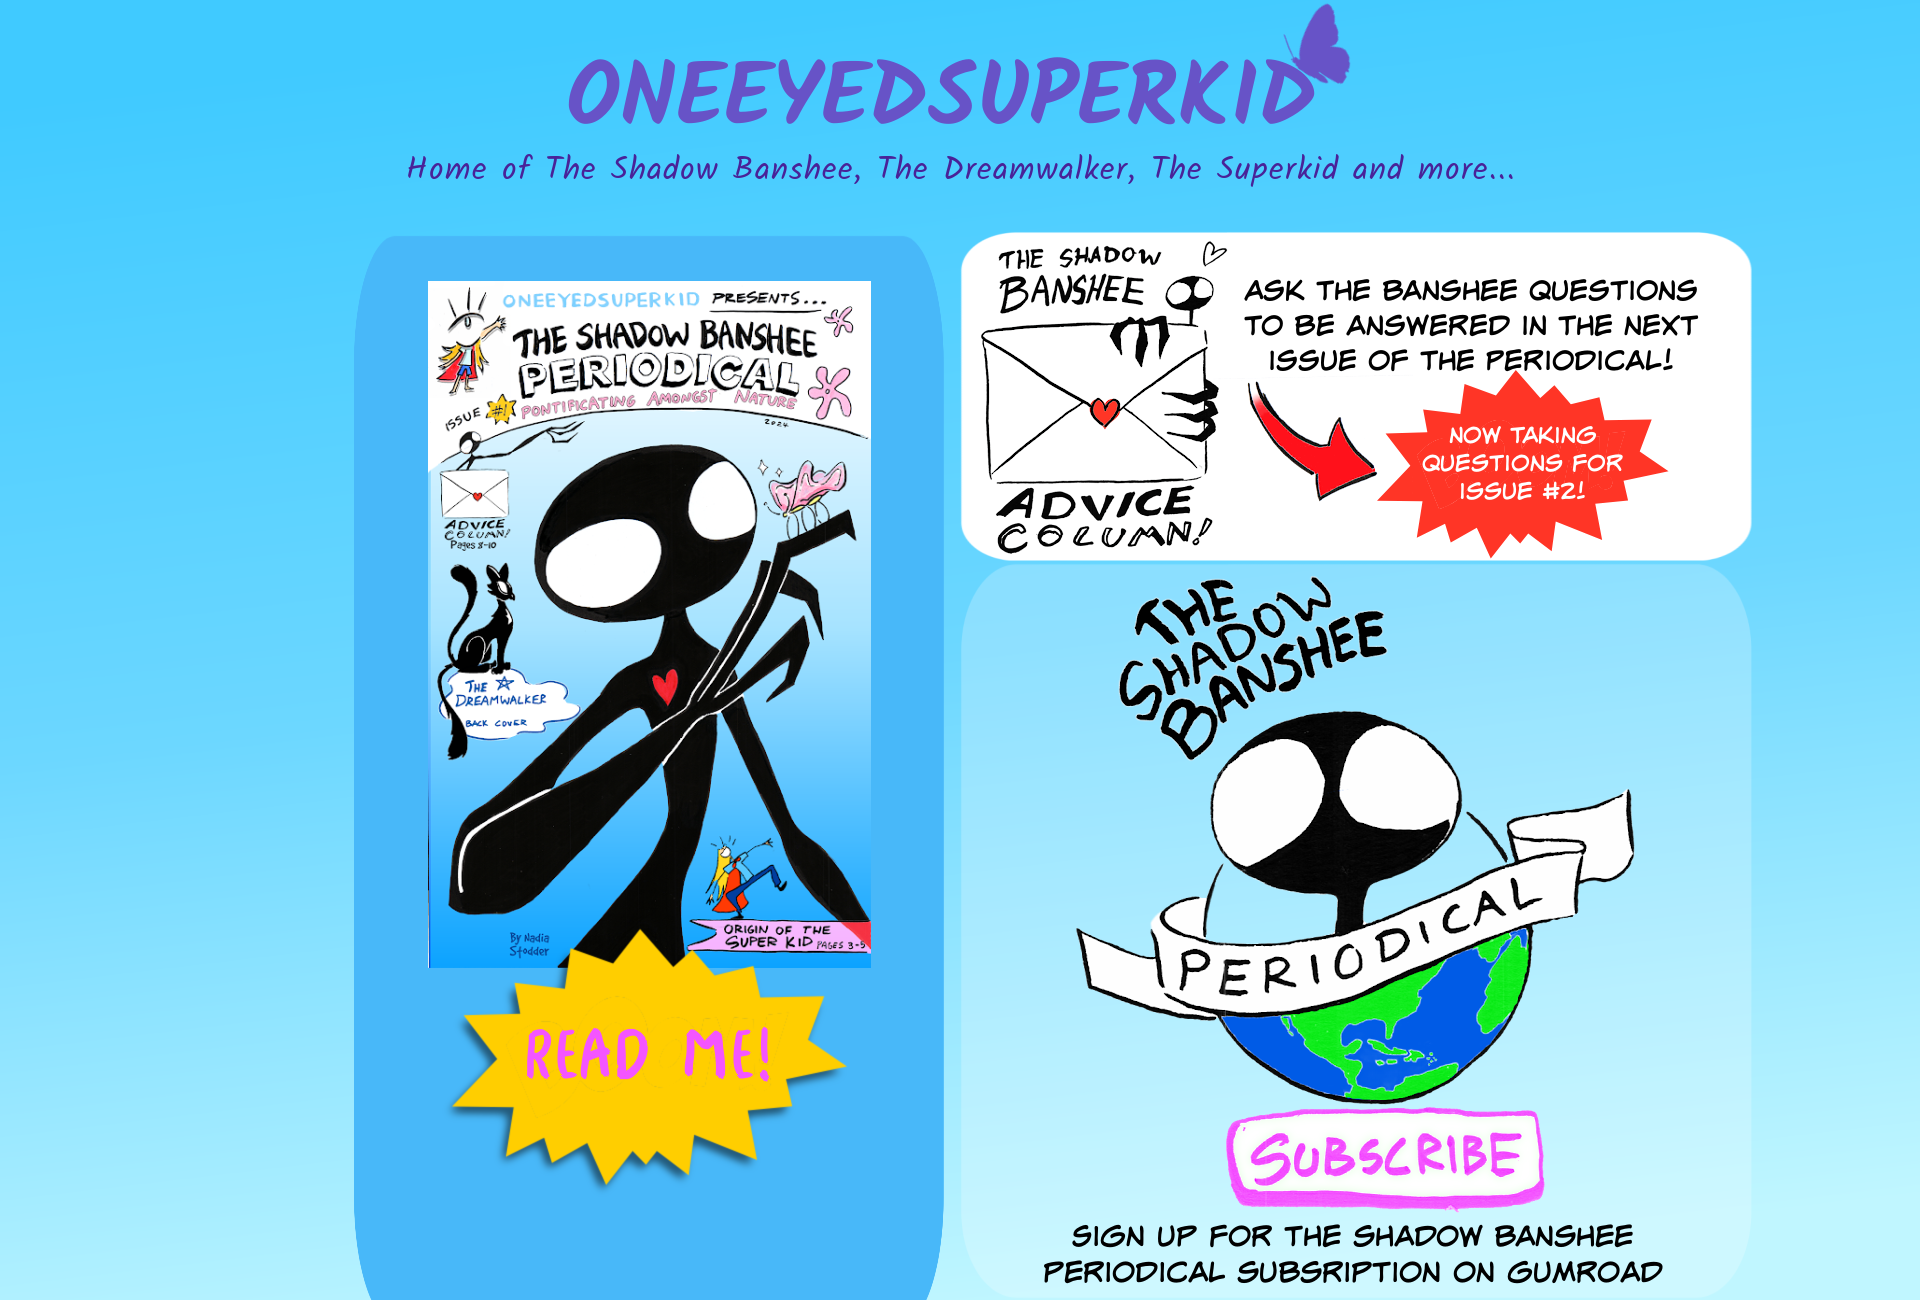 ONEEYEDSUPERKID
Home of The Shadow Banshee, The Dreamwalker, The Superkid and more...
ONEEYEDSUPERKID PRESENTS...
THE SHADOW BANSHEE
PERIODICAL
ISSUE #1 PONTIFICATING AMONGST NATURE
2024
ADVICE
COLUMN!
Pages 8-10
THE
DREAMWALKER
BACK COVER
ORIGIN OF THE
SUPER KID PAGES 3-5
By Nadia
Stodder
READ ME!
THE SHADOW
BANSHEE
ADVICE
COLUMN!
ASK THE BANSHEE QUESTIONS
TO BE ANSWERED IN THE NEXT
ISSUE OF THE PERIODICAL!
NOW TAKING
QUESTIONS FOR
ISSUE #2!
THE
SHADOW
BANSHEE
PERIODICAL
SUBSCRIBE
SIGN UP FOR THE SHADOW BANSHEE
PERIODICAL SUBSRIPTION ON GUMROAD